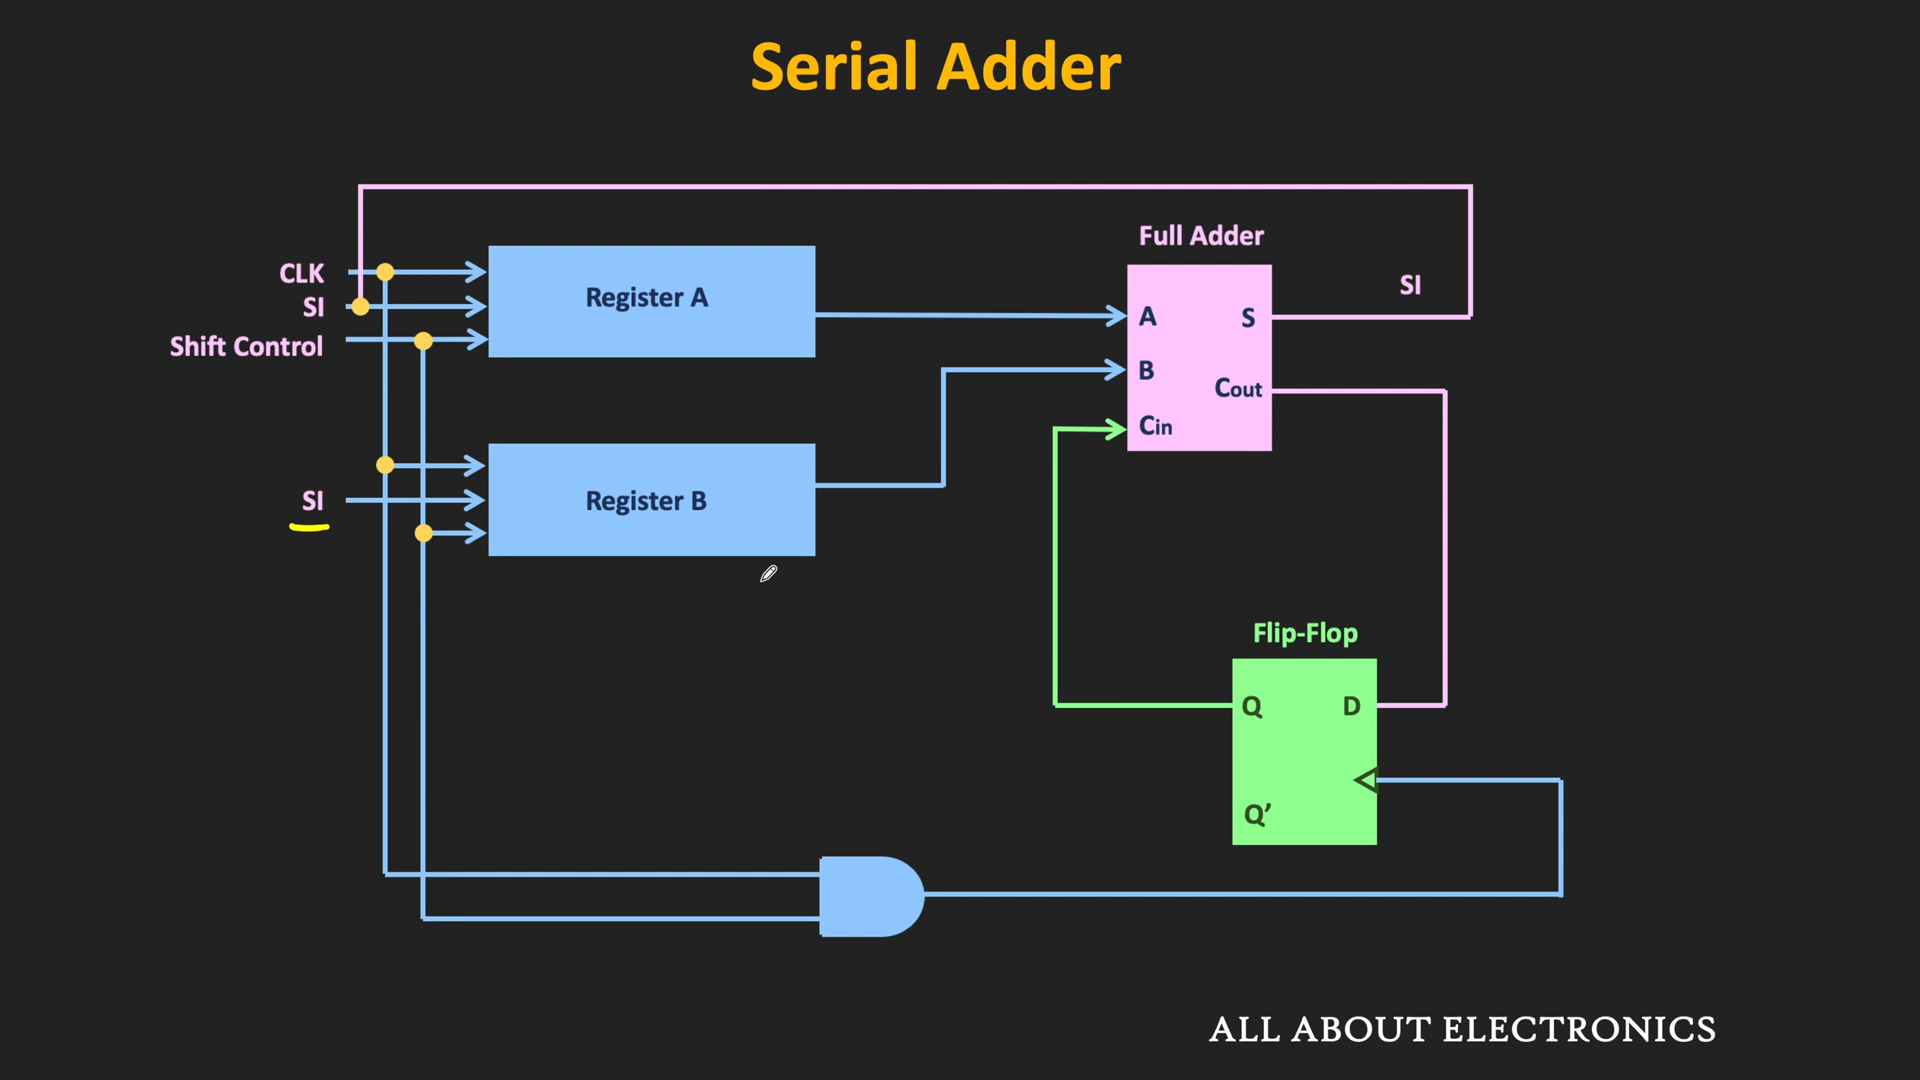 Serial Adder
Full Adder
CLK
SI
Shift Control
Register A
A
S
SI
B
Cout
Cin
SI
Register B
Flip-Flop
Q
D
Q’
ALL ABOUT ELECTRONICS